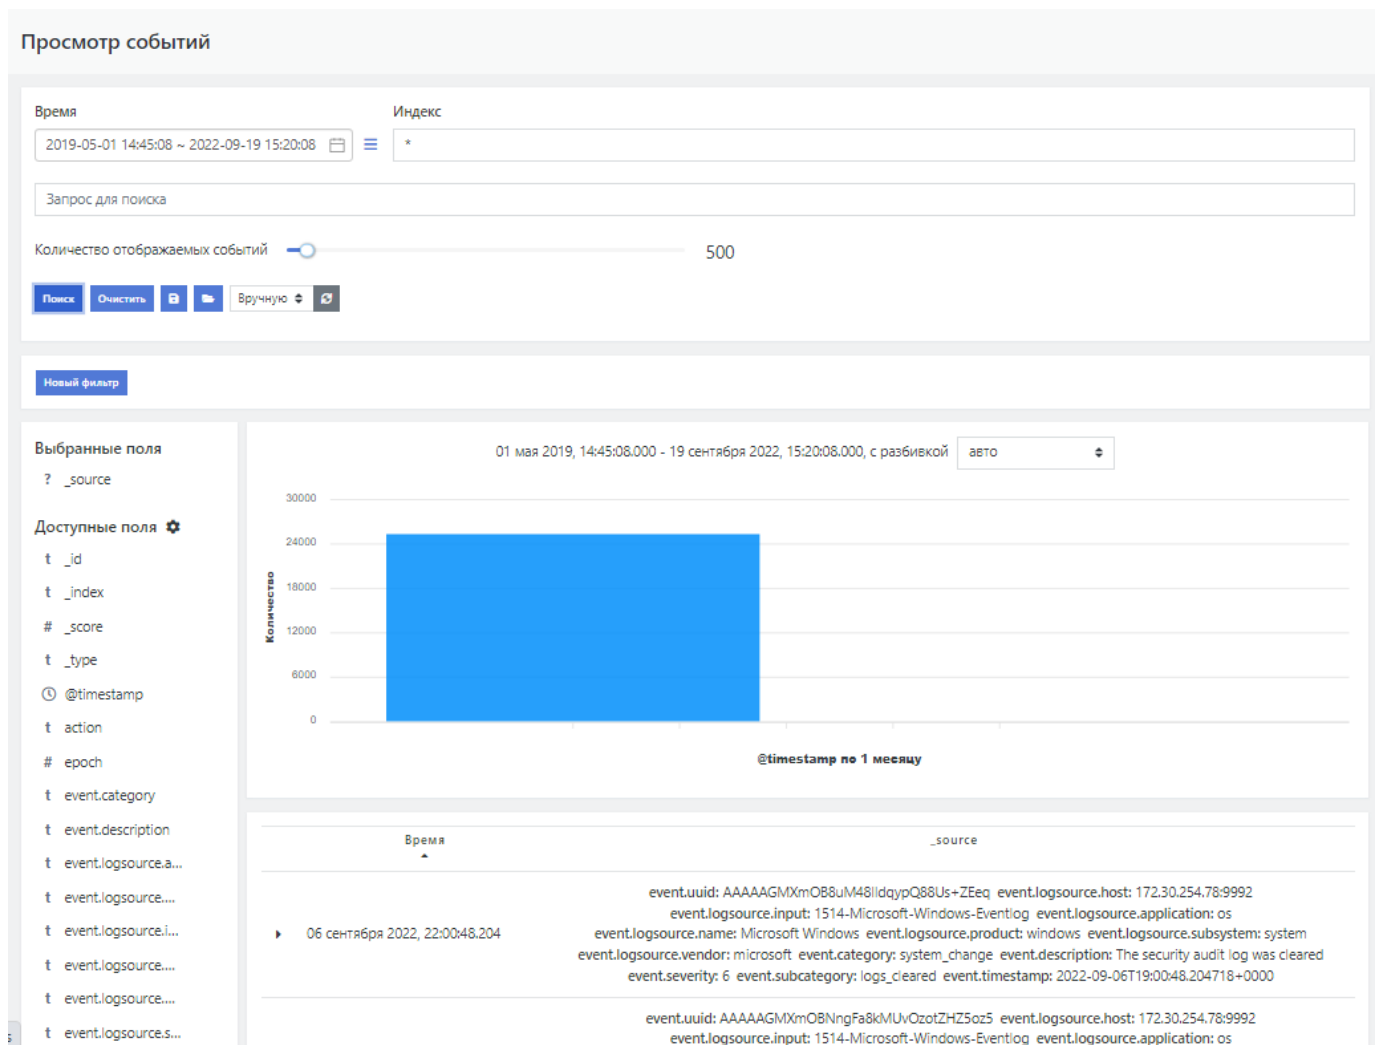 Просмотр событий
Время
Индекс
2019-05-01 14:45:08 ~ 2022-09-19 15:20:08
*
Запрос для поиска
Количество отображаемых событий
500
Поиск
Очистить
Вручную
Новый фильтр
Выбранные поля
? _source
Доступные поля
t _id
t _index
# _score
t _type
@timestamp
t action
# epoch
t event.category
t event.description
t event.logsource.a...
t event.logsource....
t event.logsource.i...
t event.logsource....
t event.logsource....
t event.logsource.s...
01 мая 2019, 14:45:08.000 - 19 сентября 2022, 15:20:08.000, с разбивкой
авто
30000
24000
18000
12000
6000
0
Количество
@timestamp по 1 месяцу
Время
_source
06 сентября 2022, 22:00:48.204
event.uuid: AAAAAGMXmOB8uM48IldqypQ88Us+ZEeq event.logsource.host: 172.30.254.78:9992
event.logsource.input: 1514-Microsoft-Windows-Eventlog event.logsource.application: os
event.logsource.name: Microsoft Windows event.logsource.product: windows event.logsource.subsystem: system
event.logsource.vendor: microsoft event.category: system_change event.description: The security audit log was cleared
event.severity: 6 event.subcategory: logs_cleared event.timestamp: 2022-09-06T19:00:48.204718+0000
event.uuid: AAAAAGMXmOBNngFa8kMUvOzotZHZ5oz5 event.logsource.host: 172.30.254.78:9992
event.logsource.input: 1514-Microsoft-Windows-Eventlog event.logsource.application: os